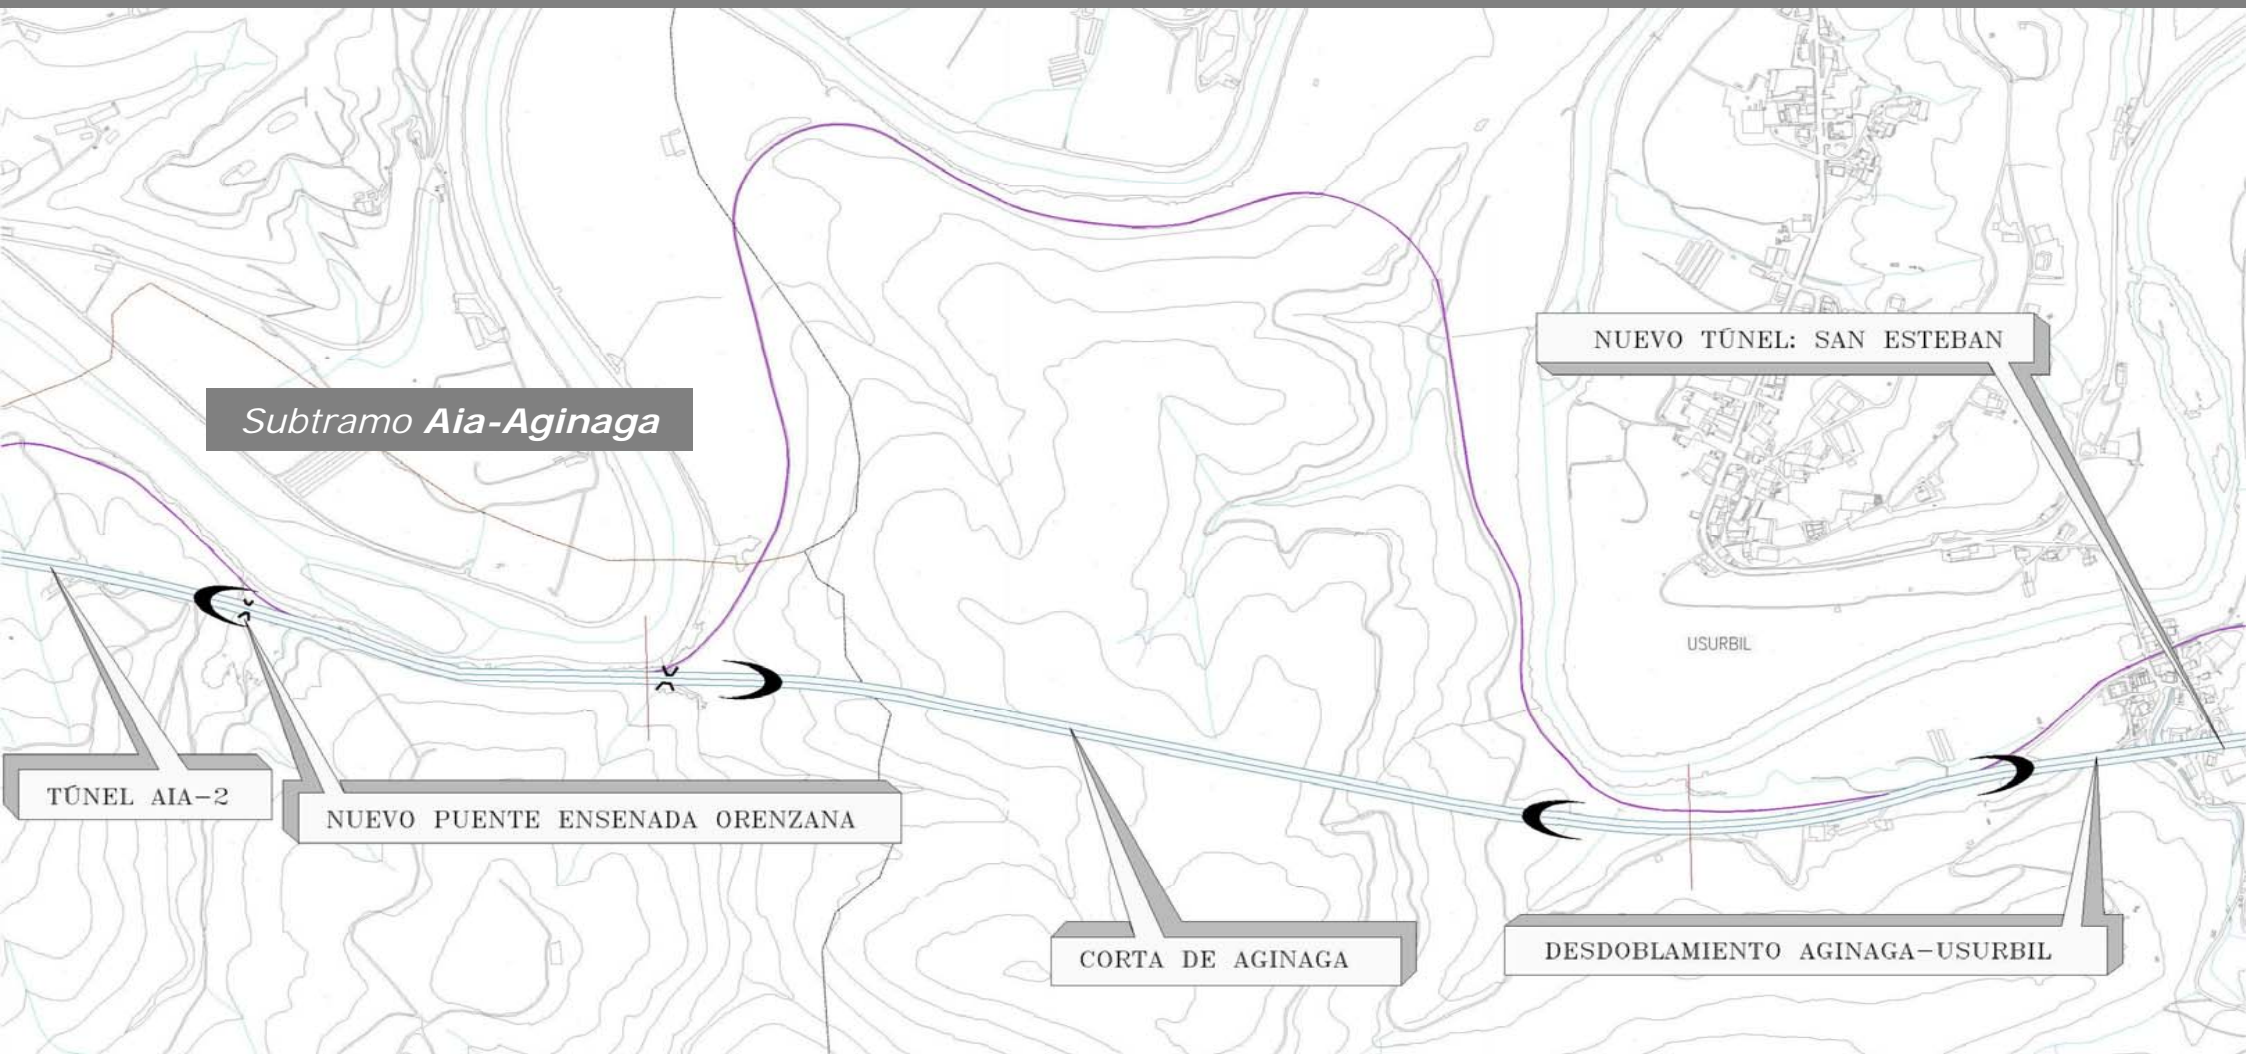 NUEVO TÚNEL: SAN ESTEBAN
Subtramo Aia-Aginaga
USURBIL
TÚNEL AIA-2
NUEVO PUENTE ENSENADA ORENZANA
CORTA DE AGINAGA
DESDOBLAMIENTO AGINAGA-USURBIL